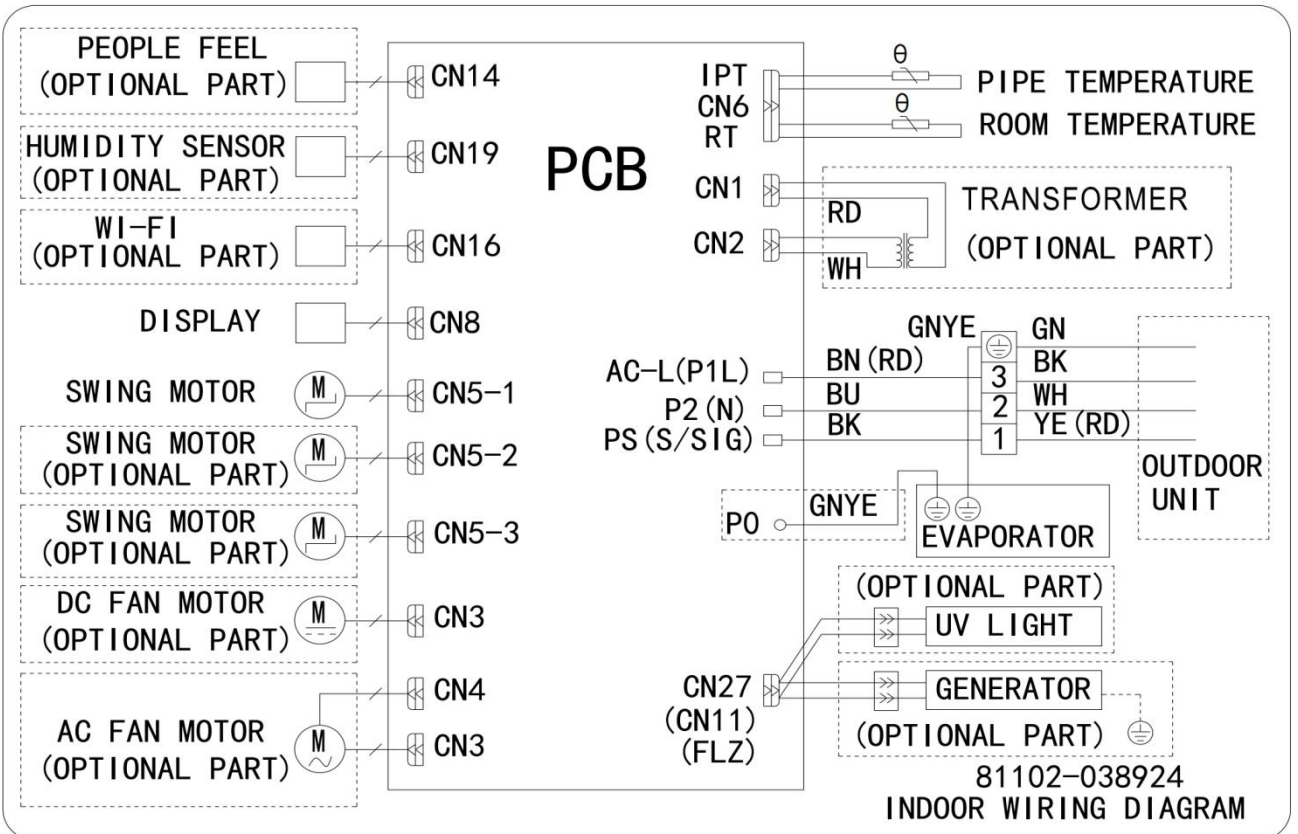 PEOPLE FEEL
(OPTIONAL PART)
CN14
HUMIDITY SENSOR
(OPTIONAL PART)
CN19
WI-FI
(OPTIONAL PART)
CN16
DISPLAY
CN8
SWING MOTOR
M
CN5-1
SWING MOTOR
(OPTIONAL PART)
M
CN5-2
SWING MOTOR
(OPTIONAL PART)
M
CN5-3
DC FAN MOTOR
(OPTIONAL PART)
M
CN3
CN4
AC FAN MOTOR
(OPTIONAL PART)
M
CN3
PCB
IPT
CN6
RT
θ
PIPE TEMPERATURE
θ
ROOM TEMPERATURE
CN1
CN2
RD
WH
TRANSFORMER
(OPTIONAL PART)
AC-L(P1L)
P2(N)
PS(S/SIG)
BN(RD)
BU
BK
GNYE
3
2
1
GN
BK
WH
YE(RD)
OUTDOOR
UNIT
P0
GNYE
EVAPORATOR
(OPTIONAL PART)
UV LIGHT
CN27
(CN11)
(FLZ)
GENERATOR
(OPTIONAL PART)
81102-038924
INDOOR WIRING DIAGRAM